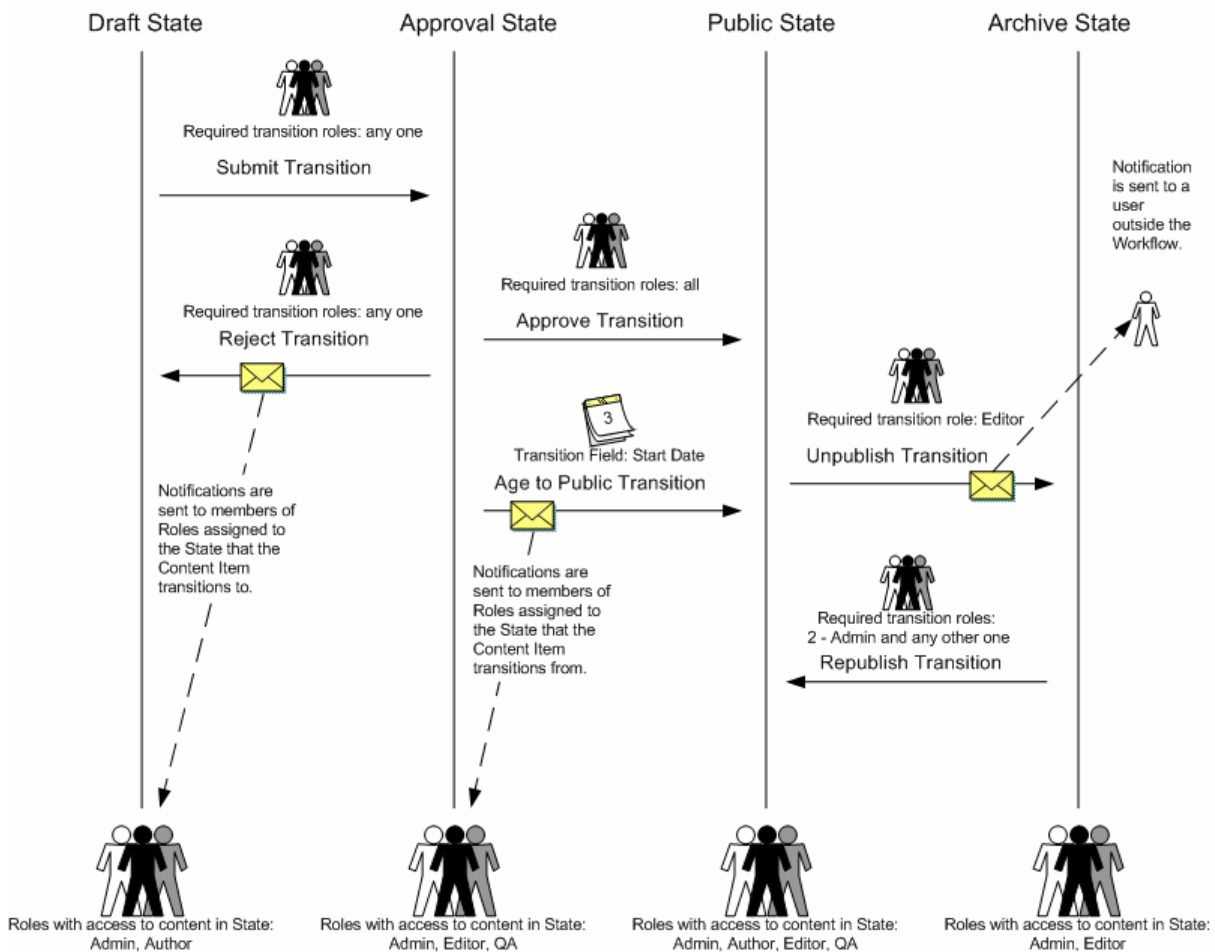 Draft State
Approval State
Public State
Archive State
Required transition roles: any one
Submit Transition
Notification
is sent to a
user
outside the
Workflow.
Required transition roles: any one
Reject Transition
Required transition roles: all
Approve Transition
3
Transition Field: Start Date
Age to Public Transition
Required transition role: Editor
Unpublish Transition
Notifications are
sent to members of
Roles assigned to
the State that the
Content Item
transitions to.
Notifications are
sent to members of
Roles assigned to
the State that the
Content Item
transitions from.
Required transition roles:
2 - Admin and any other one
Republish Transition
Roles with access to content in State:
Admin, Author
Roles with access to content in State:
Admin, Editor, QA
Roles with access to content in State:
Admin, Author, Editor, QA
Roles with access to content in State:
Admin, Editor